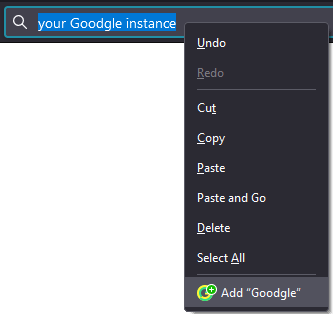 your Goodgle instance
Undo
Redo
Cut
Copy
Paste
Paste and Go
Delete
Select All
Add “Goodgle”